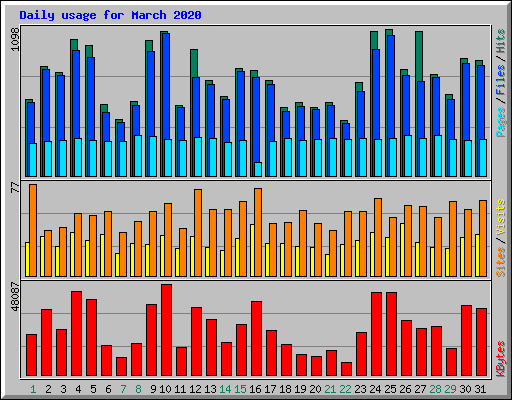 Daily usage for March 2020
1098
Pages / Files / Hits
77
Sites / Visits
48087
KBytes
1 2 3 4 5 6 7 8 9 10 11 12 13 14 15 16 17 18 19 20 21 22 23 24 25 26 27 28 29 30 31